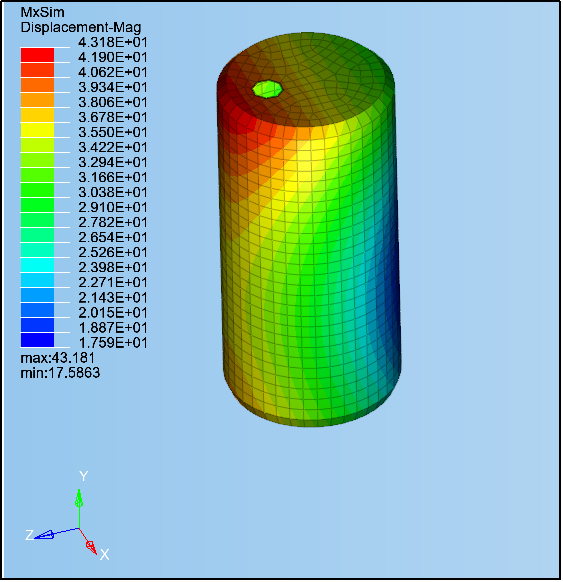 MxSim
Displacement-Mag
4.318E+01
4.190E+01
4.062E+01
3.934E+01
3.806E+01
3.678E+01
3.550E+01
3.422E+01
3.294E+01
3.166E+01
3.038E+01
2.910E+01
2.782E+01
2.654E+01
2.526E+01
2.398E+01
2.271E+01
2.143E+01
2.015E+01
1.887E+01
1.759E+01
max:43.181
min:17.5863
Y
Z
X